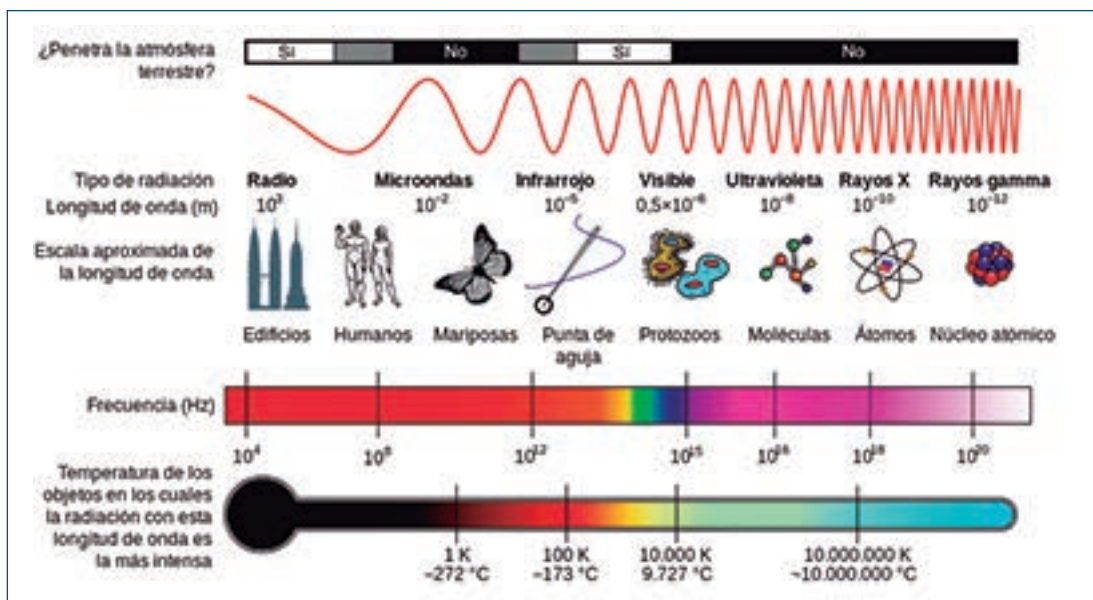 ¿Penetra la atmósfera
terrestre?
Sí
No
Sí
No
Tipo de radiación
Radio
Microondas
Infrarrojo
Visible
Ultravioleta
Rayos X
Rayos gamma
Longitud de onda (m)
10³
10⁻²
10⁻⁵
0,5×10⁻⁶
10⁻⁸
10⁻¹⁰
10⁻¹²
Escala aproximada de
la longitud de onda
Edificios
Humanos
Mariposas
Punta de
aguja
Protozoos
Moléculas
Átomos
Núcleo atómico
Frecuencia (Hz)
10⁴
10⁸
10¹²
10¹⁵
10¹⁶
10¹⁸
10²⁰
Temperatura de los
objetos en los cuales
la radiación con esta
longitud de onda es
la más intensa
1 K
−272 °C
100 K
−173 °C
10.000 K
9.727 °C
10.000.000 K
~10.000.000 °C